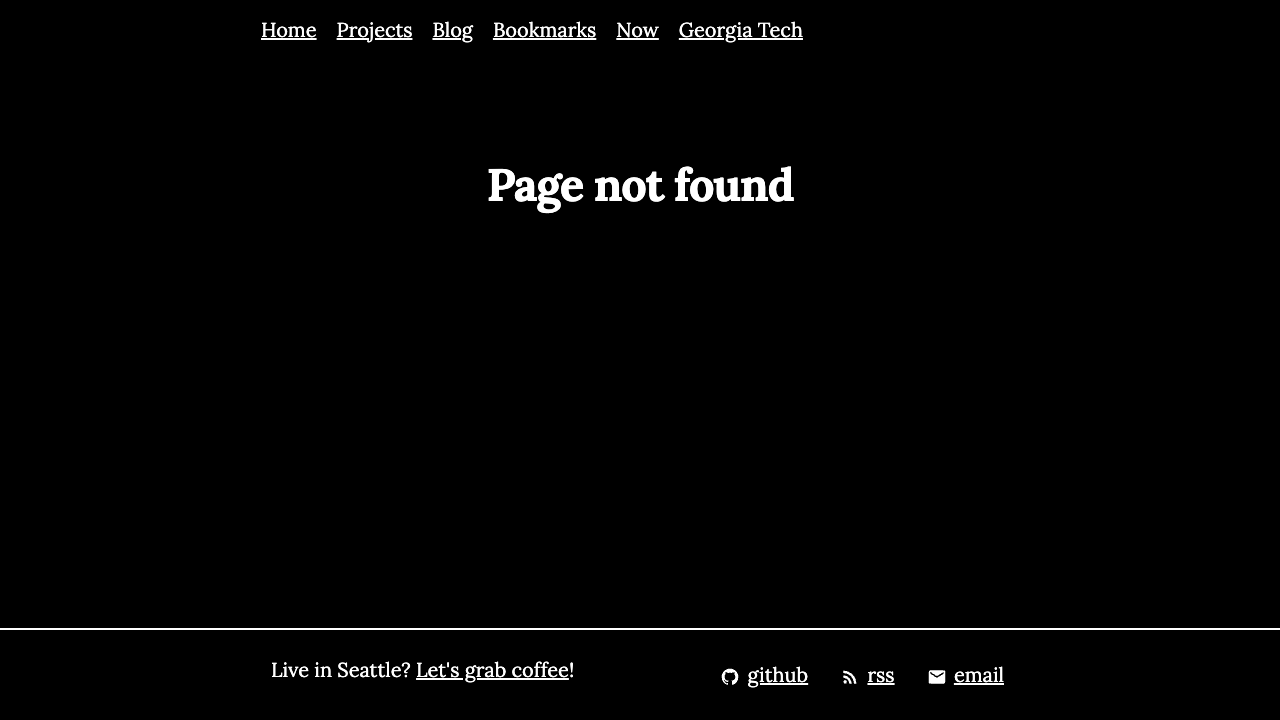 Home Projects Blog Bookmarks Now Georgia Tech
Page not found
Live in Seattle? Let's grab coffee!
github rss email